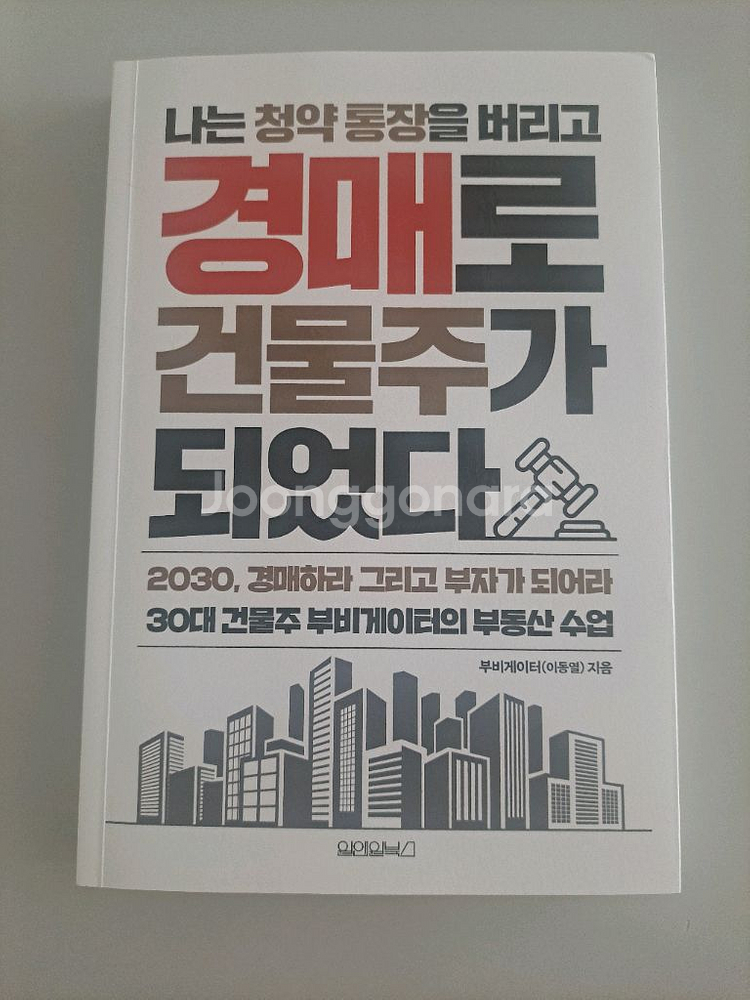 나는 청약 통장을 버리고
경매로
건물주가
되었다
Joonggonara
2030, 경매하라 그리고 부자가 되어라
30대 건물주 부비게이터의 부동산 수업
부비게이터(이동열) 지음
일엔일북스